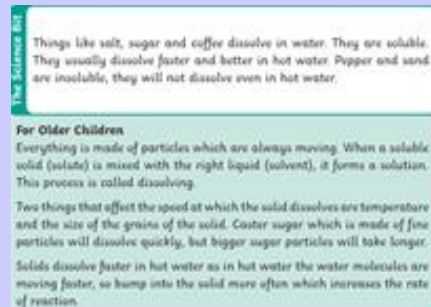 The Science Bit
Things like salt, sugar and coffee dissolve in water. They are soluble.
They usually dissolve faster and better in hot water. Pepper and sand
are insoluble, they will not dissolve even in hot water.
For Older Children
Everything is made of particles which are always moving. When a soluble
solid (solute) is mixed with the right liquid (solvent), it forms a solution.
This process is called dissolving.
Two things that affect the speed at which the solid dissolves are temperature
and the size of the grains of the solid. Caster sugar which is made of fine
particles will dissolve quickly, but bigger sugar particles will take longer.
Solids dissolve faster in hot water as in hot water the water molecules are
moving faster, so bump into the solid more often which increases the rate
of reaction.